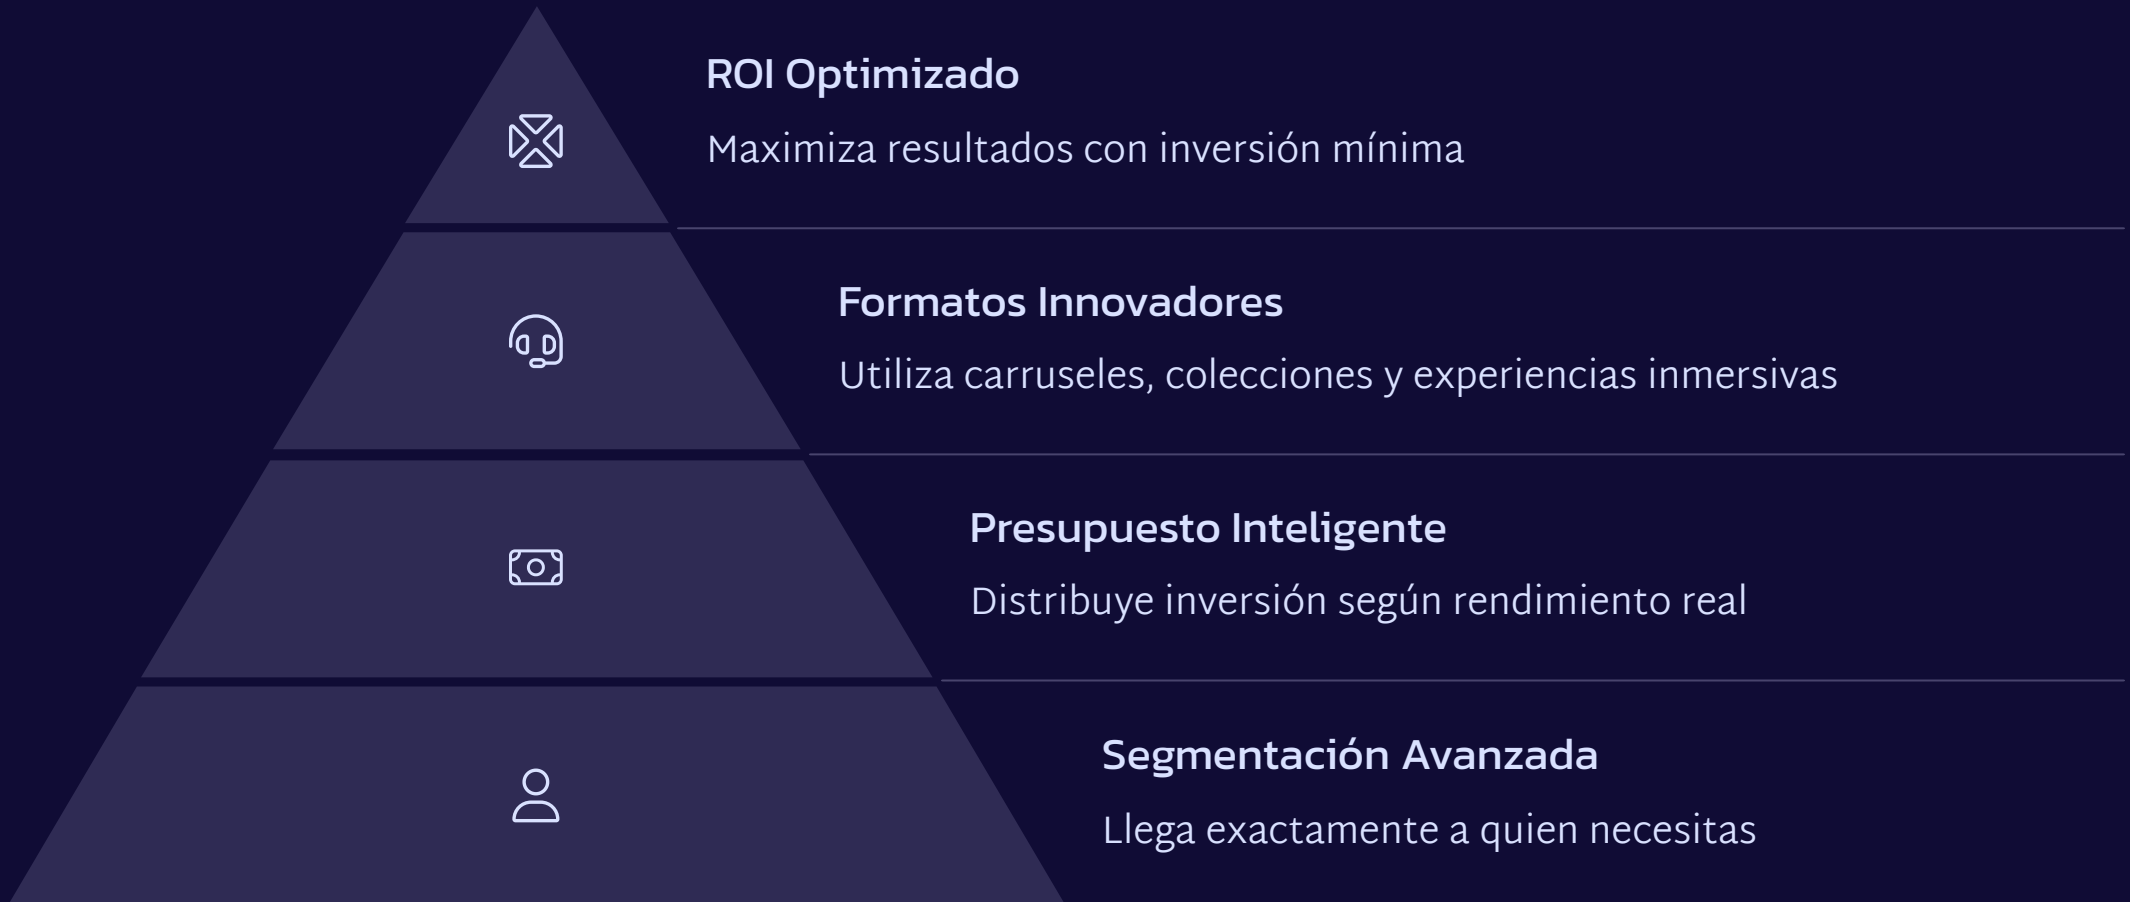 ROI Optimizado
Maximiza resultados con inversión mínima
Formatos Innovadores
Utiliza carruseles, colecciones y experiencias inmersivas
Presupuesto Inteligente
Distribuye inversión según rendimiento real
Segmentación Avanzada
Llega exactamente a quien necesitas